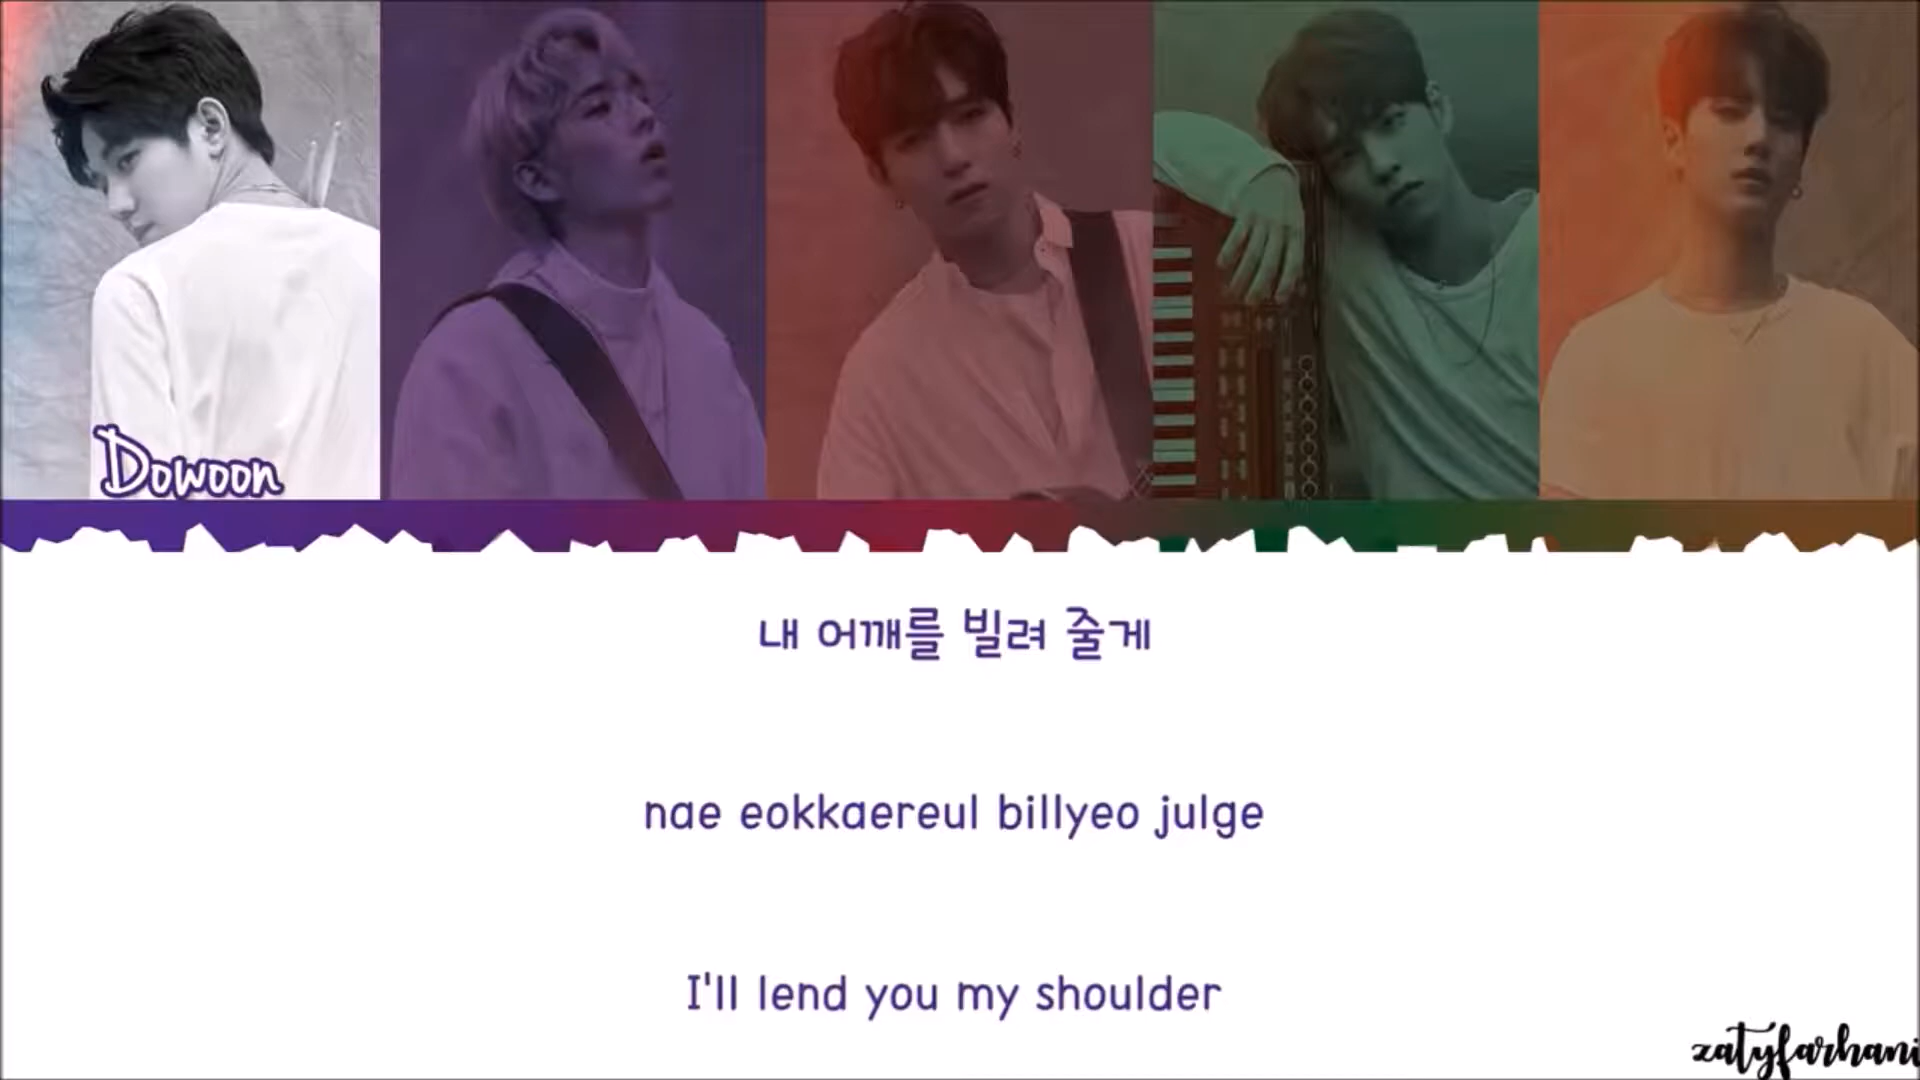 Dowoon
내 어깨를 빌려 줄게
nae eokkaereul billyeo julge
I'll lend you my shoulder
zatyfarhani